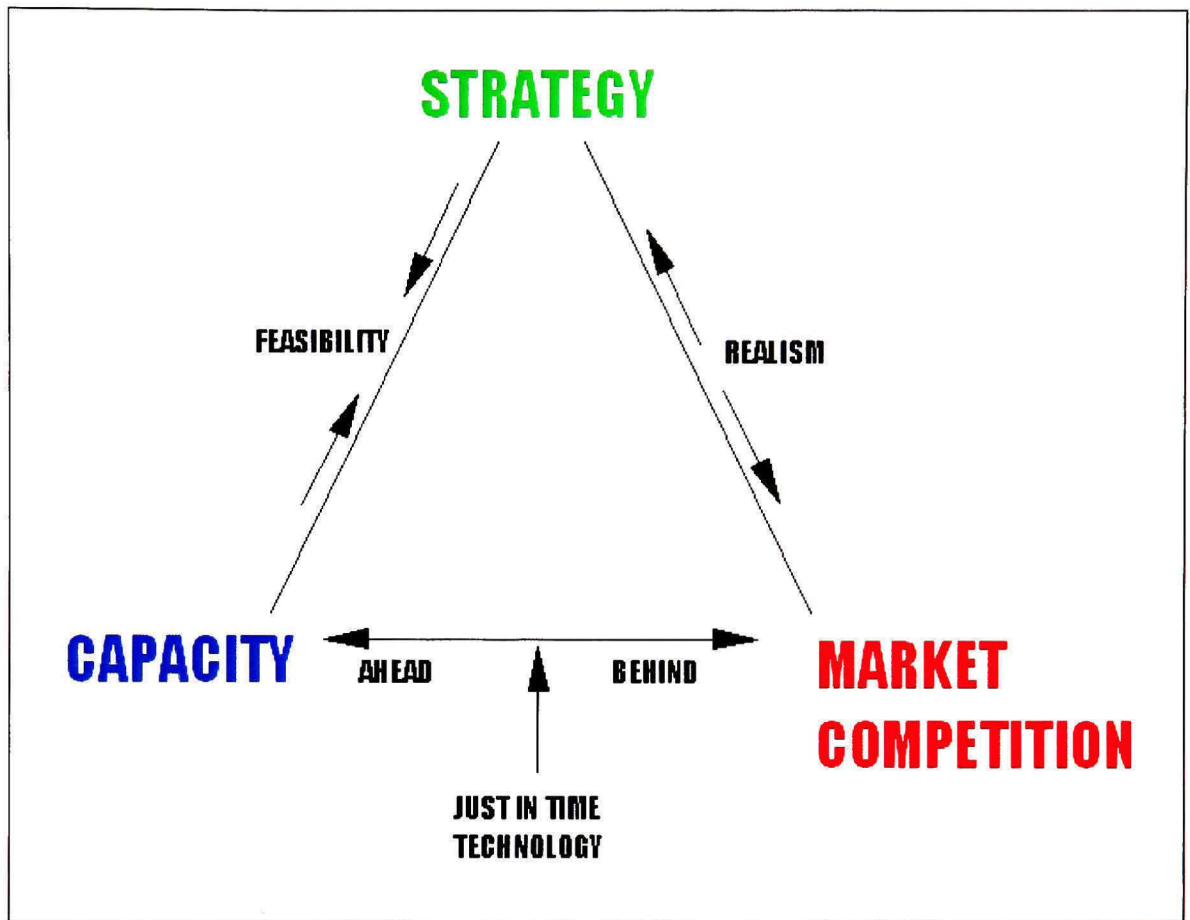 STRATEGY
FEASIBILITY
REALISM
CAPACITY
AHEAD
BEHIND
MARKET
COMPETITION
JUST IN TIME
TECHNOLOGY